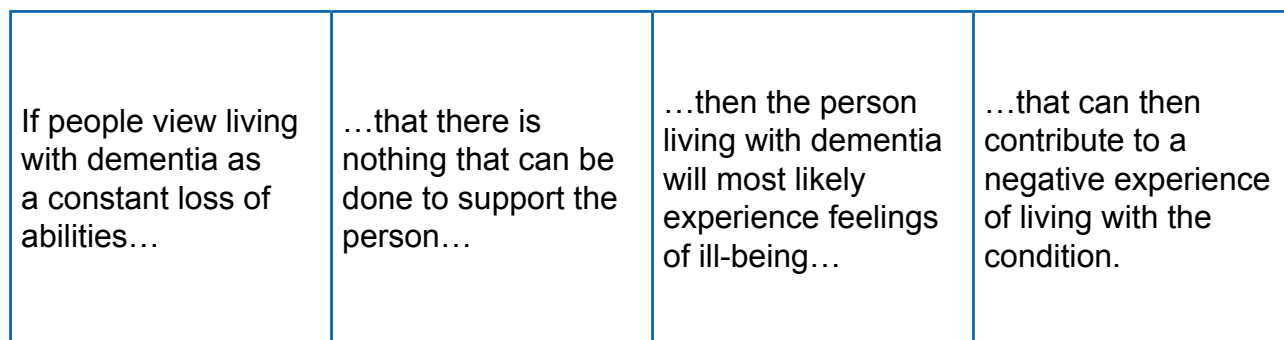 If people view living
with dementia as
a constant loss of
abilities…
…that there is
nothing that can be
done to support the
person…
…then the person
living with dementia
will most likely
experience feelings
of ill-being…
…that can then
contribute to a
negative experience
of living with the
condition.